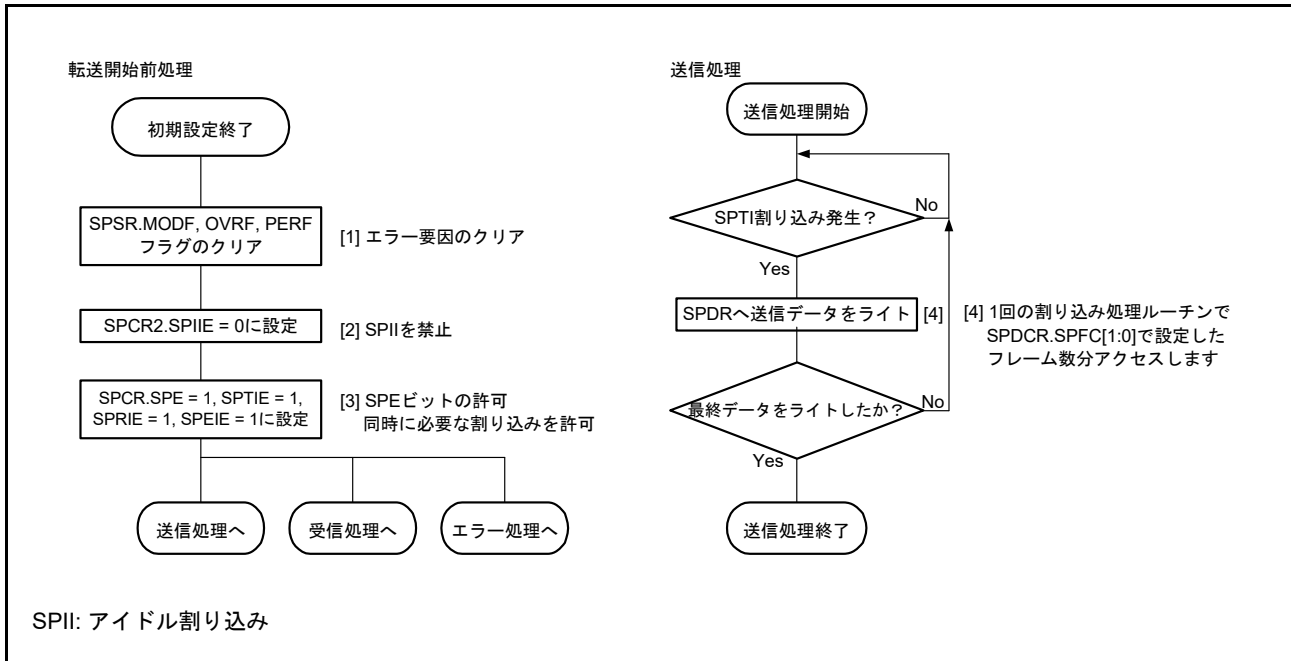 転送開始前処理
初期設定終了
SPSR.MODF, OVRF, PERF
フラグのクリア
[1] エラー要因のクリア
SPCR2.SPIIE = 0に設定
[2] SPIIを禁止
SPCR.SPE = 1, SPTIE = 1,
SPRIE = 1, SPEIE = 1に設定
[3] SPEビットの許可
同時に必要な割り込みを許可
送信処理へ
受信処理へ
エラー処理へ
送信処理
送信処理開始
SPTI割り込み発生？
No
Yes
SPDRへ送信データをライト
[4]
[4] 1回の割り込み処理ルーチンで
SPDCR.SPFC[1:0]で設定した
フレーム数分アクセスします
最終データをライトしたか？
No
Yes
送信処理終了
SPII: アイドル割り込み